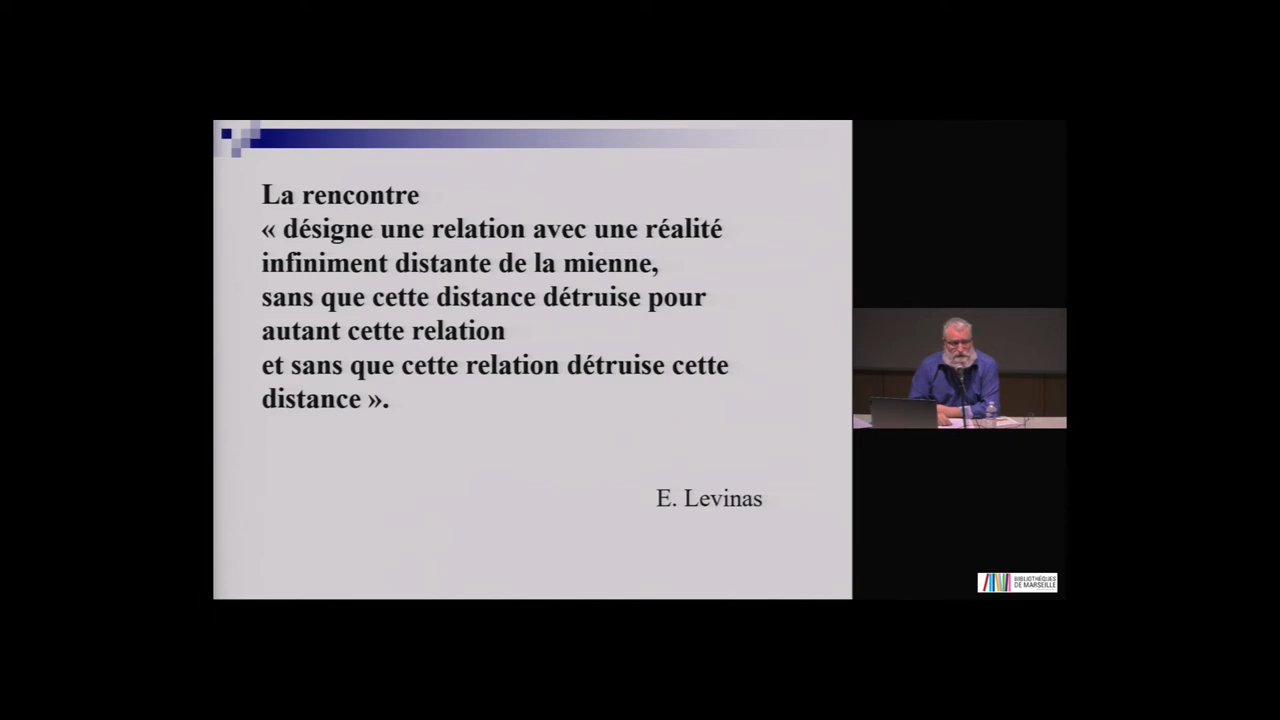 La rencontre
« désigne une relation avec une réalité
infiniment distante de la mienne,
sans que cette distance détruise pour
autant cette relation
et sans que cette relation détruise cette
distance ».
E. Levinas
BIBLIOTHÈQUES
DE MARSEILLE